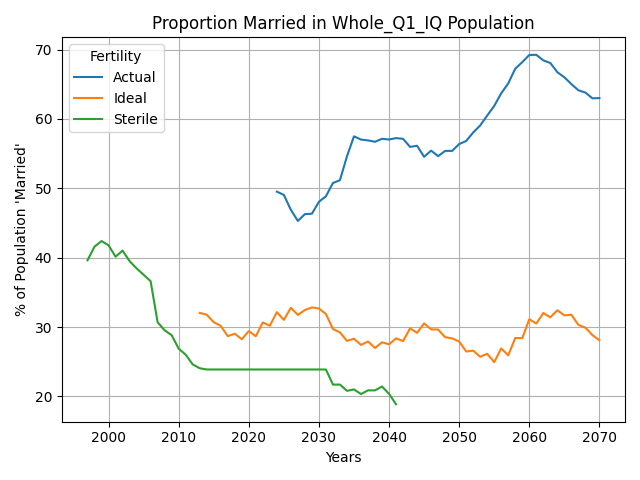 Proportion Married in Whole_Q1_IQ Population
Fertility
Actual
Ideal
Sterile
% of Population 'Married'
70
60
50
40
30
20
2000 2010 2020 2030 2040 2050 2060 2070
Years